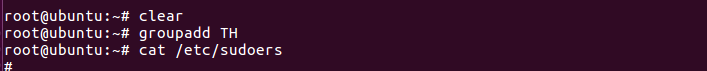 root@ubuntu:~# clear
root@ubuntu:~# groupadd TH
root@ubuntu:~# cat /etc/sudoers
#